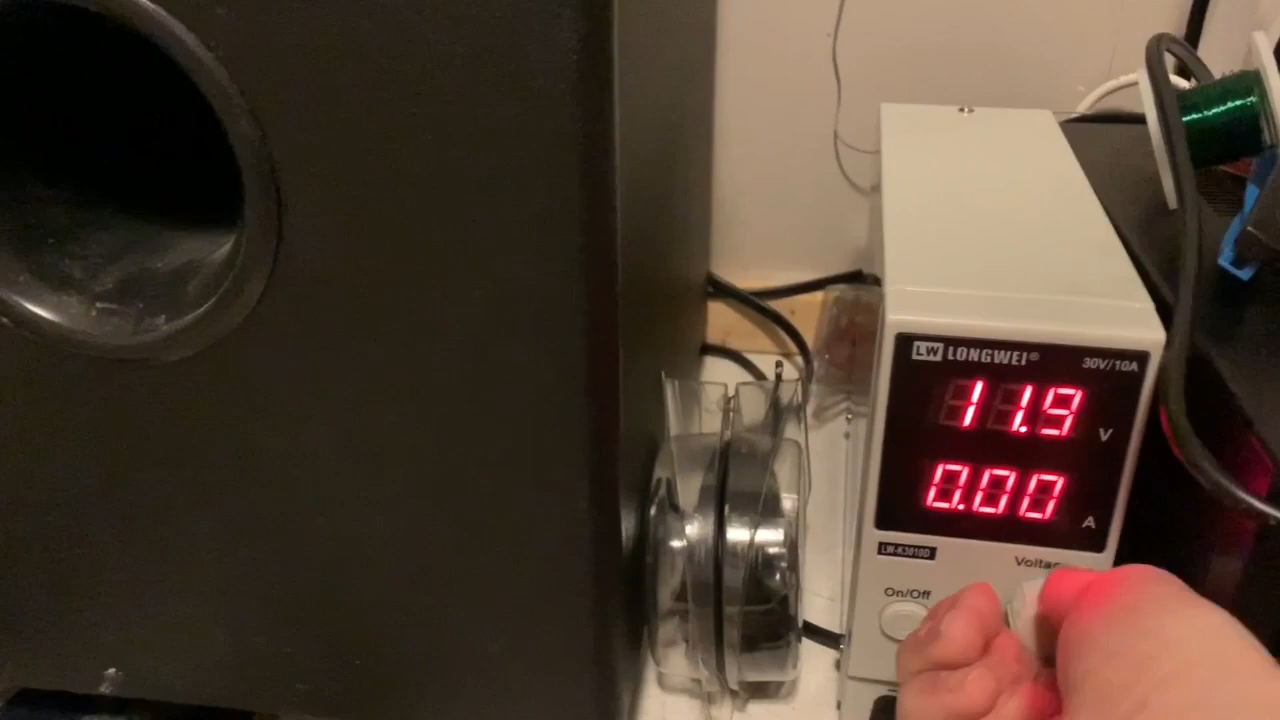 LW LONGWEI®
30V/10A
11.9 V
0.00 A
LW-K3010D
On/Off